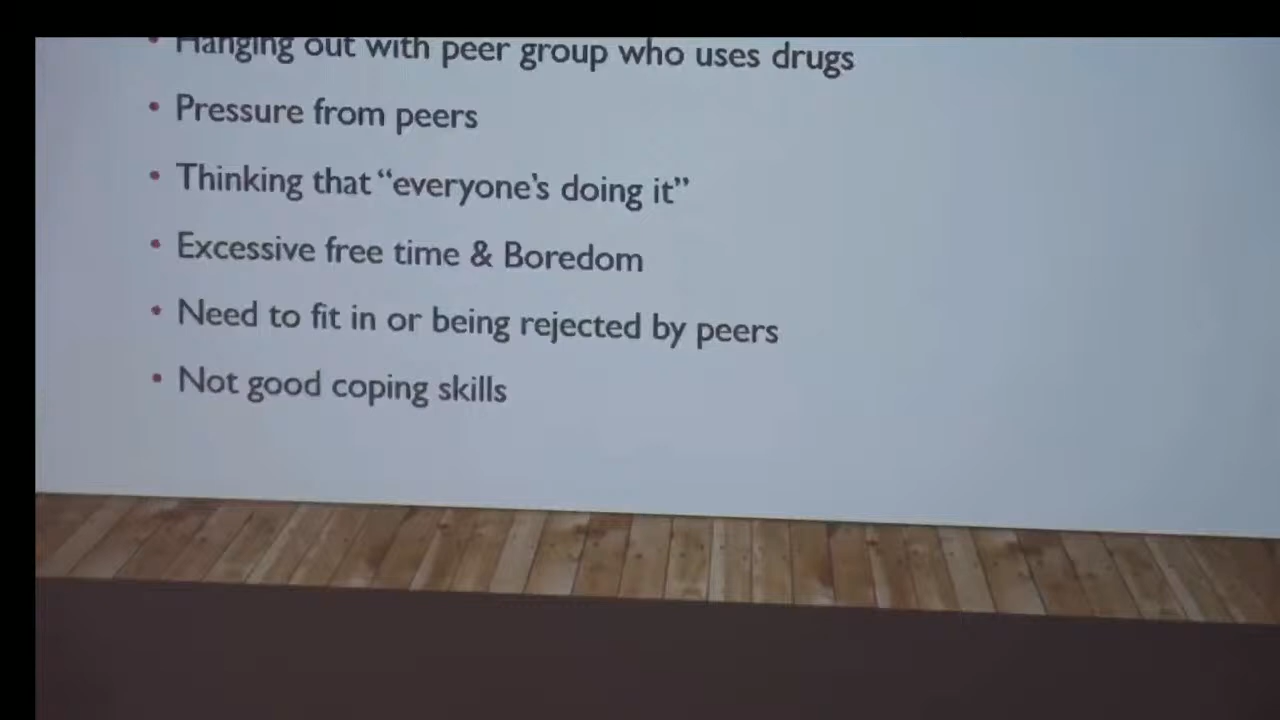 • Hanging out with peer group who uses drugs
• Pressure from peers
• Thinking that “everyone's doing it”
• Excessive free time & Boredom
• Need to fit in or being rejected by peers
• Not good coping skills